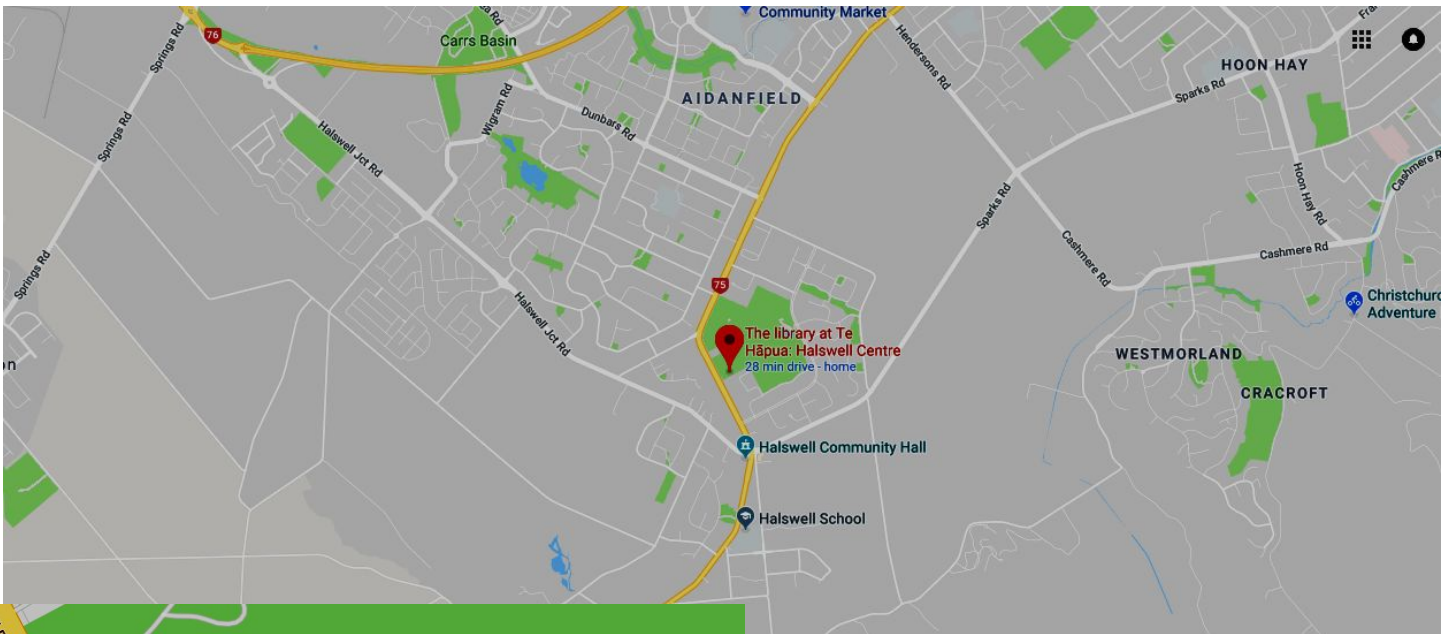 Community Market
76
Springs Rd
Carrs Basin
Hendersons Rd
HOON HAY
Wigram Rd
AIDANFIELD
Sparks Rd
Dunbars Rd
Springs Rd
Halswell Jct Rd
Hoon Hay Rd
Sparks Rd
Cashmere Rd
Cashmere Rd
Springs Rd
75
Halswell Jct Rd
The library at Te
Hāpua: Halswell Centre
28 min drive - home
Adventure
WESTMORLAND
CRACROFT
Halswell Community Hall
Halswell School